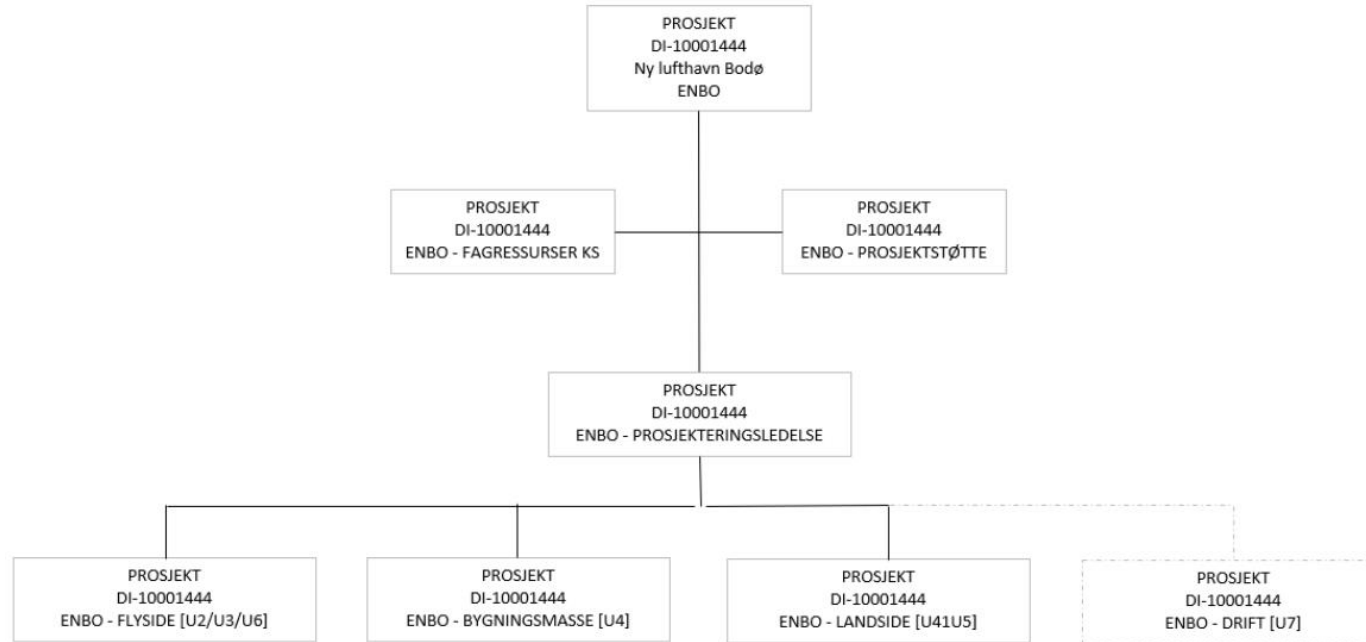 PROSJEKT
DI-10001444
Ny lufthavn Bodø
ENBO
PROSJEKT
DI-10001444
ENBO - FAGRESSURSER KS
PROSJEKT
DI-10001444
ENBO - PROSJEKTSTØTTE
PROSJEKT
DI-10001444
ENBO - PROSJEKTERINGSLEDELSE
PROSJEKT
DI-10001444
ENBO - FLYSIDE [U2/U3/U6]
PROSJEKT
DI-10001444
ENBO - BYGNINGSMASSE [U4]
PROSJEKT
DI-10001444
ENBO - LANDSIDE [U41U5]
PROSJEKT
DI-10001444
ENBO - DRIFT [U7]